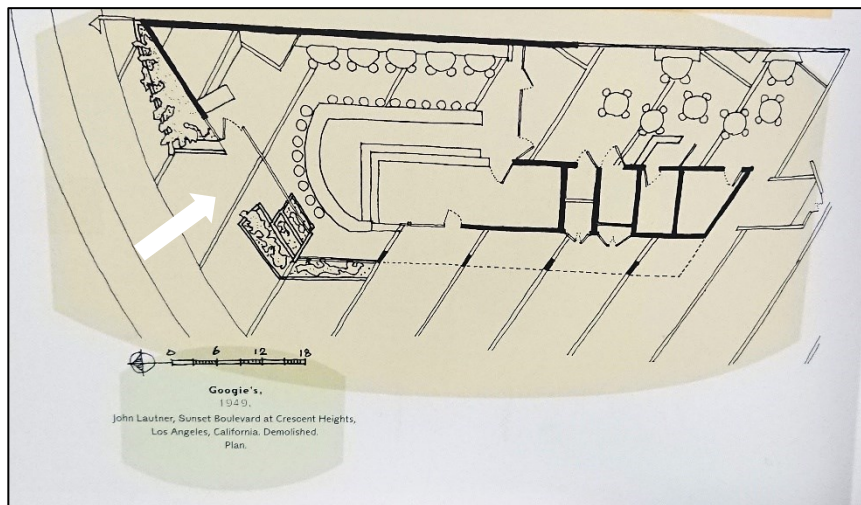 0 6 12 18
Googie's,
1949.
John Lautner, Sunset Boulevard at Crescent Heights,
Los Angeles, California. Demolished.
Plan.